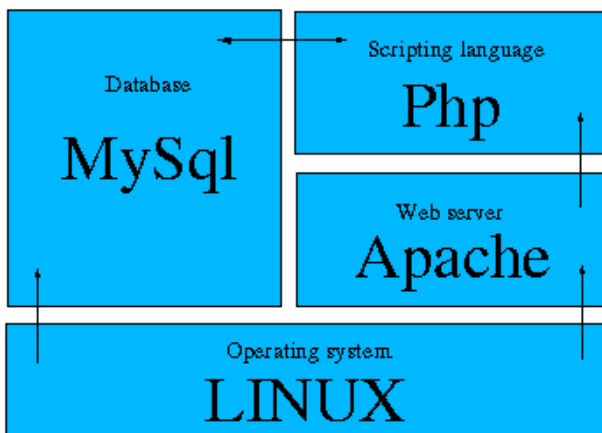 Database
MySql
Scripting language
Php
Web server
Apache
Operating system
LINUX